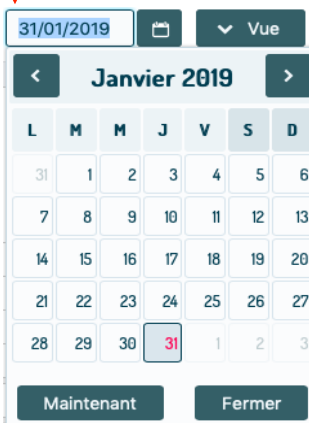 31/01/2019 Vue
Janvier 2019
L M M J V S D
31 1 2 3 4 5 6
7 8 9 10 11 12 13
14 15 16 17 18 19 20
21 22 23 24 25 26 27
28 29 30 31 1 2 3
Maintenant Fermer